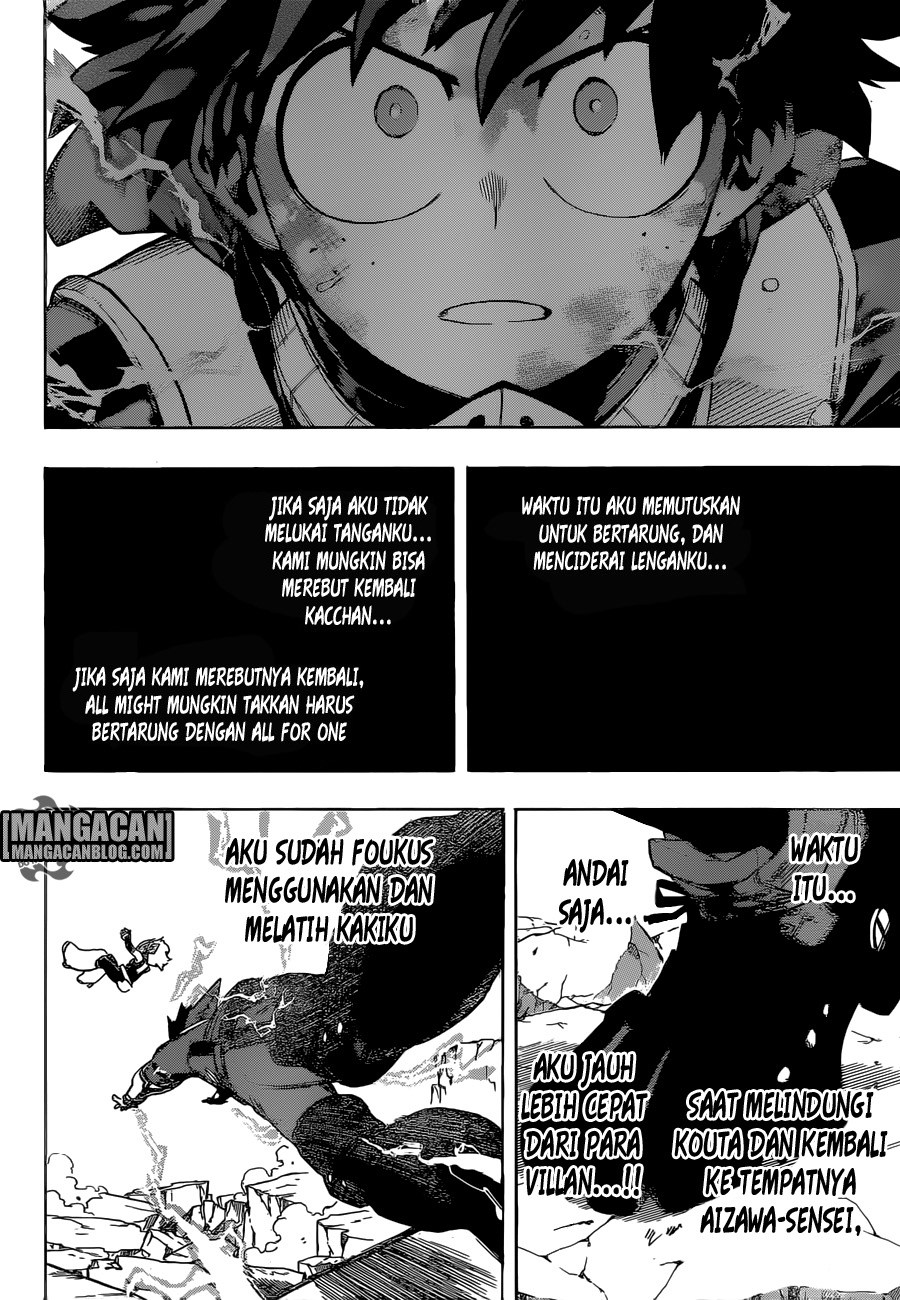 WAKTU ITU AKU MEMUTUSKAN
UNTUK BERTARUNG, DAN
MENCIDERAI LENGANKU...
JIKA SAJA AKU TIDAK
MELUKAI TANGANKU...
KAMI MUNGKIN BISA
MEREBUT KEMBALI
KACCHAN...
JIKA SAJA KAMI MEREBUTNYA KEMBALI,
ALL MIGHT MUNGKIN TAKKAN HARUS
BERTARUNG DENGAN ALL FOR ONE
WAKTU
ITU...
SAAT MELINDUNGI
KOUTA DAN KEMBALI
KE TEMPATNYA
AIZAWA-SENSEI,
ANDAI
SAJA...
AKU JAUH
LEBIH CEPAT
DARI PARA
VILLAN...!!
AKU SUDAH FOUKUS
MENGGUNAKAN DAN
MELATIH KAKIKU
[MANGACAN]
MANGACANBLOG.COM